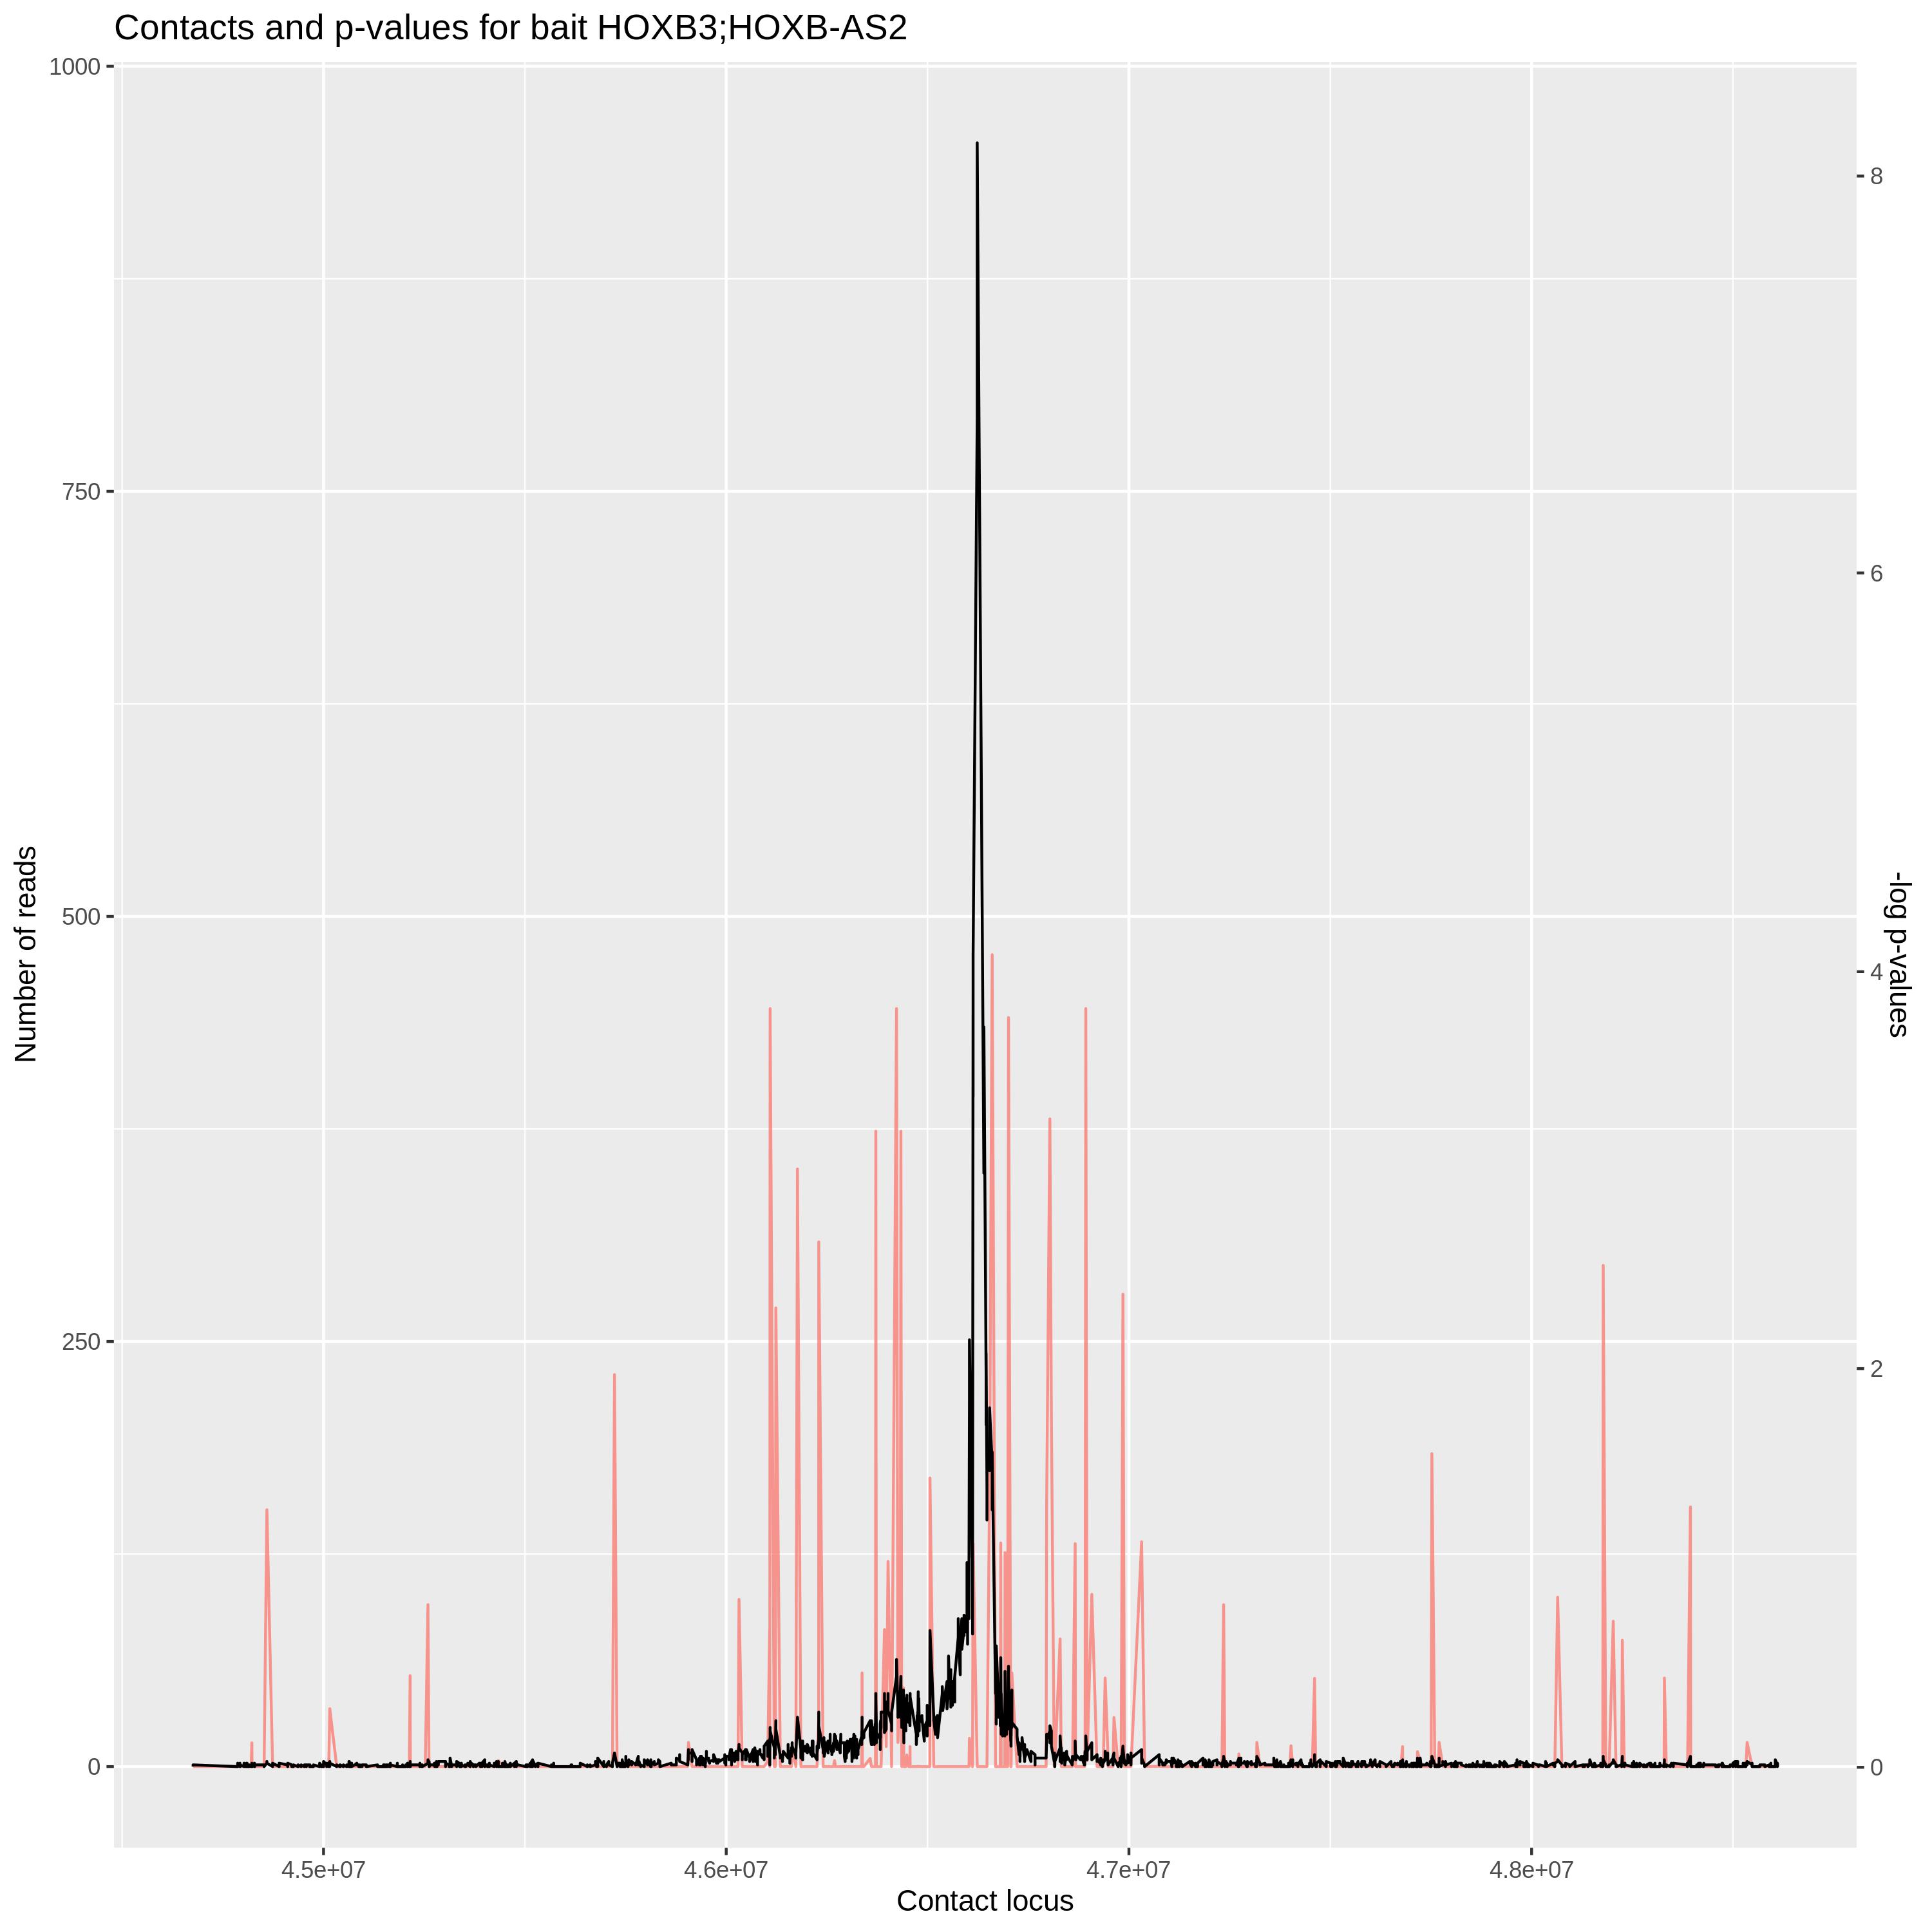 Contacts and p-values for bait HOXB3;HOXB-AS2
1000
750
500
250
0
Number of reads
8
6
4
2
0
-log p-values
4.5e+07
4.6e+07
4.7e+07
4.8e+07
Contact locus